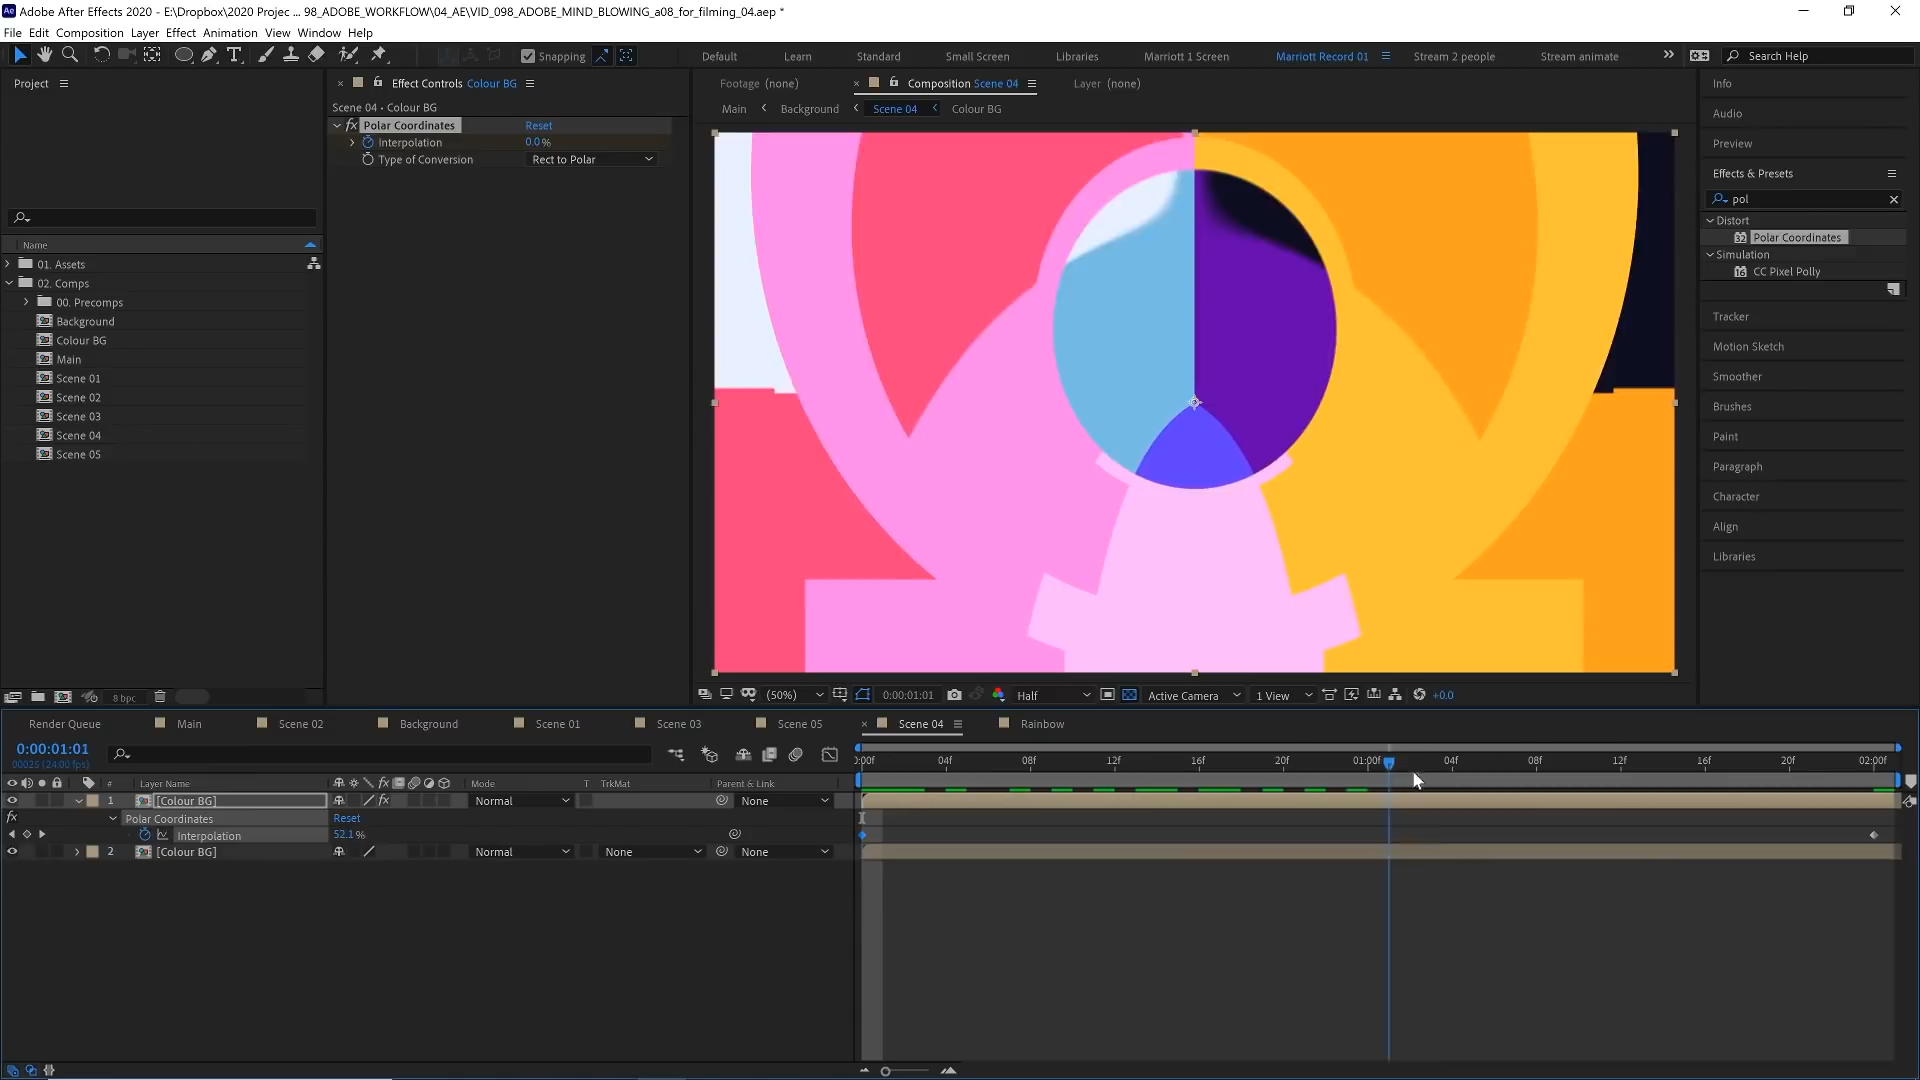 Adobe After Effects 2020 - E:\Dropbox\2020 Projec ... 98_ADOBE_WORKFLOW\04_AE\VID_098_ADOBE_MIND_BLOWING_a08_for_filming_04.aep *
File Edit Composition Layer Effect Animation View Window Help
Snapping Default Learn Standard Small Screen Libraries Marriott 1 Screen Marriott Record 01 Stream 2 people Stream animate Search Help
Project
Effect Controls Colour BG
Scene 04 • Colour BG
fx Polar Coordinates Reset
Interpolation 0.0%
Type of Conversion Rect to Polar
Footage (none) Composition Scene 04 Layer (none)
Main Background Scene 04 Colour BG
Info
Audio
Preview
Effects & Presets
pol
Distort
32 Polar Coordinates
Simulation
16 CC Pixel Polly
Tracker
Motion Sketch
Smoother
Brushes
Paint
Paragraph
Character
Align
Libraries
Name
01. Assets
02. Comps
00. Precomps
Background
Colour BG
Main
Scene 01
Scene 02
Scene 03
Scene 04
Scene 05
8 bpc
(50%) 0:00:01:01 Half Active Camera 1 View +0.0
Render Queue Main Scene 02 Background Scene 01 Scene 03 Scene 05 Scene 04 Rainbow
0:00:01:01
00025 (24.00 fps)
# Layer Name fx Mode T TrkMat Parent & Link
1 [Colour BG] fx Normal None
fx Polar Coordinates Reset
Interpolation 52.1%
2 [Colour BG] Normal None None
:00f 04f 08f 12f 16f 20f 01:00f 04f 08f 12f 16f 20f 02:00f